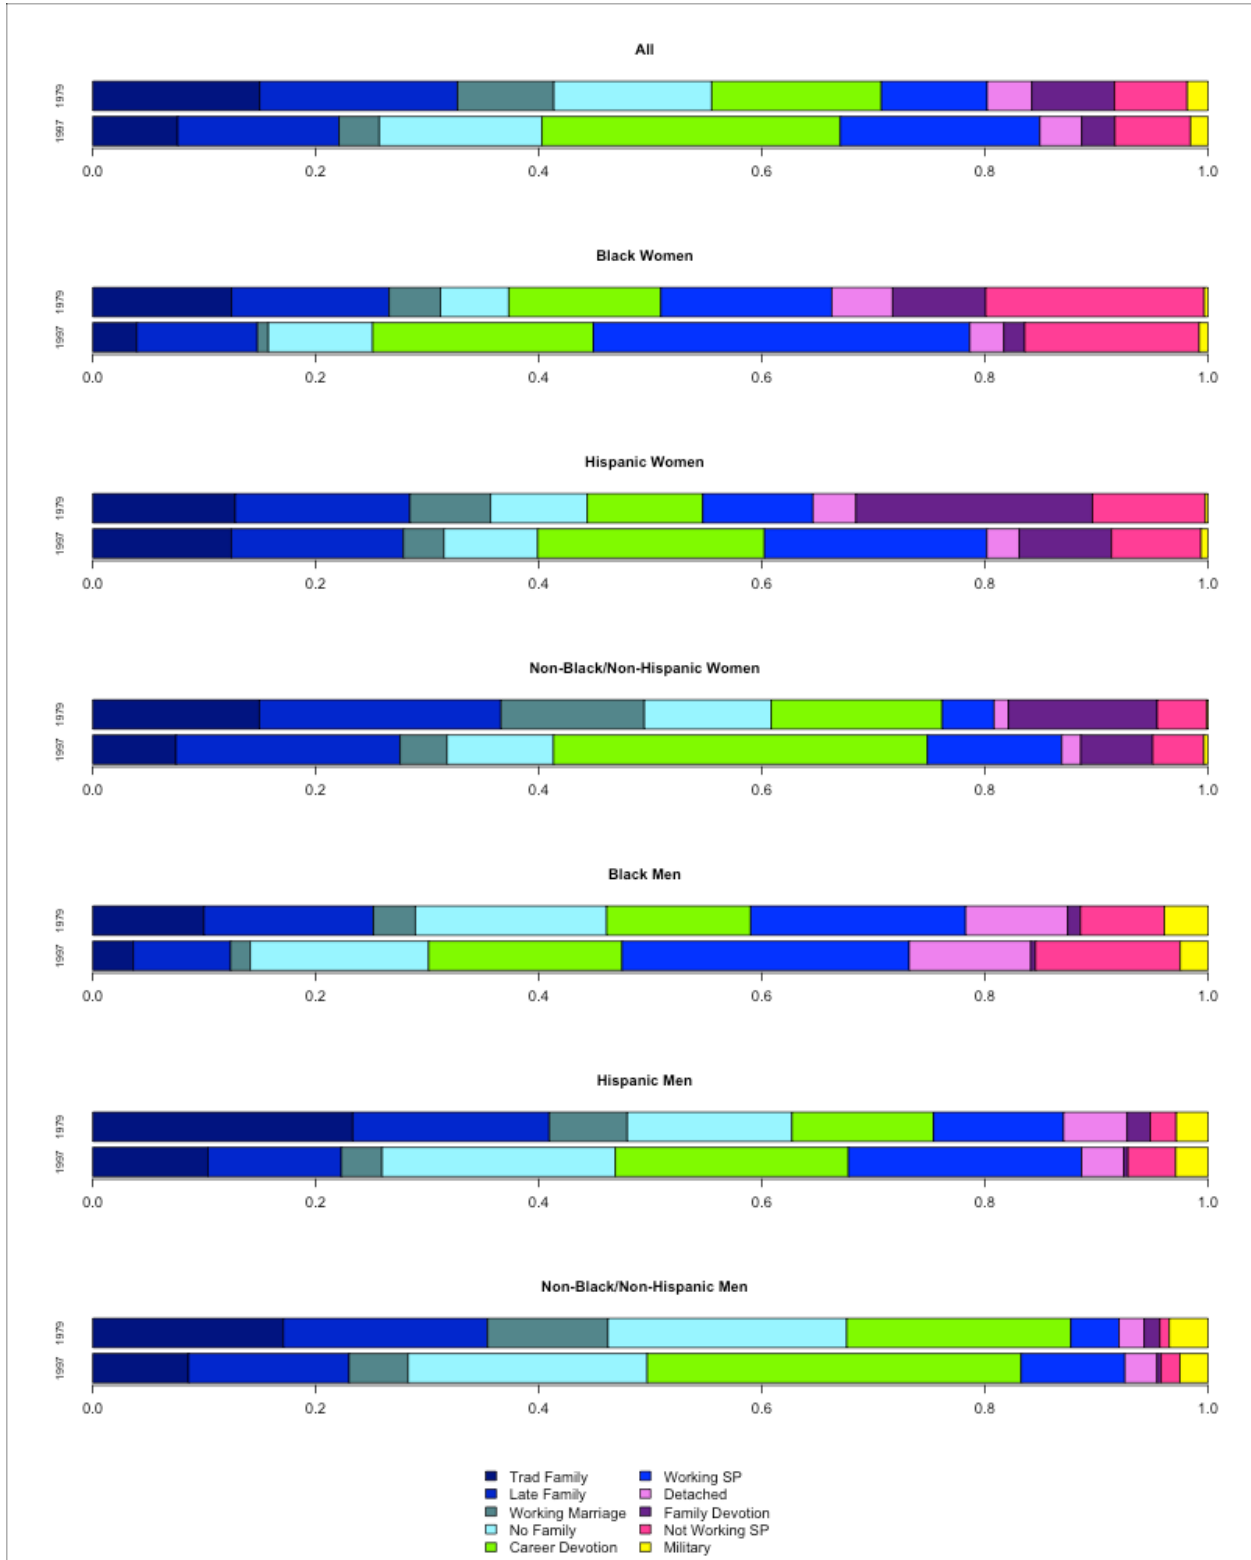 All
1979
1997
0.0 0.2 0.4 0.6 0.8 1.0
Black Women
1979
1997
0.0 0.2 0.4 0.6 0.8 1.0
Hispanic Women
1979
1997
0.0 0.2 0.4 0.6 0.8 1.0
Non-Black/Non-Hispanic Women
1979
1997
0.0 0.2 0.4 0.6 0.8 1.0
Black Men
1979
1997
0.0 0.2 0.4 0.6 0.8 1.0
Hispanic Men
1979
1997
0.0 0.2 0.4 0.6 0.8 1.0
Non-Black/Non-Hispanic Men
1979
1997
0.0 0.2 0.4 0.6 0.8 1.0
Trad Family
Late Family
Working Marriage
No Family
Career Devotion
Working SP
Detached
Family Devotion
Not Working SP
Military